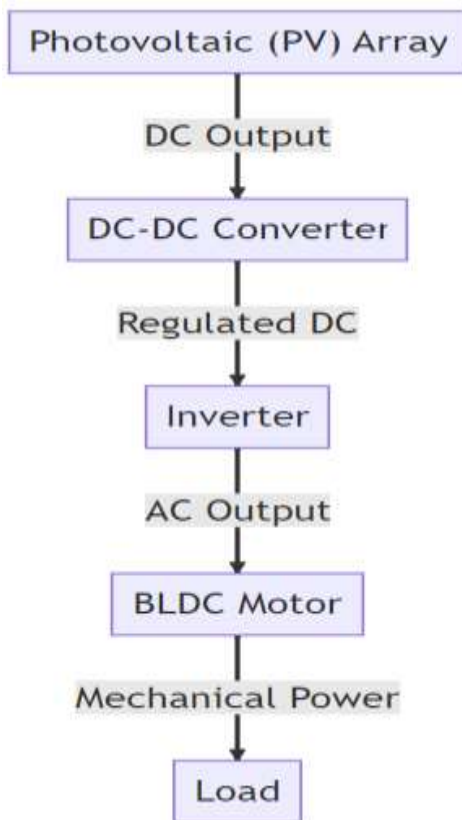 Photovoltaic (PV) Array
DC Output
DC-DC Converter
Regulated DC
Inverter
AC Output
BLDC Motor
Mechanical Power
Load